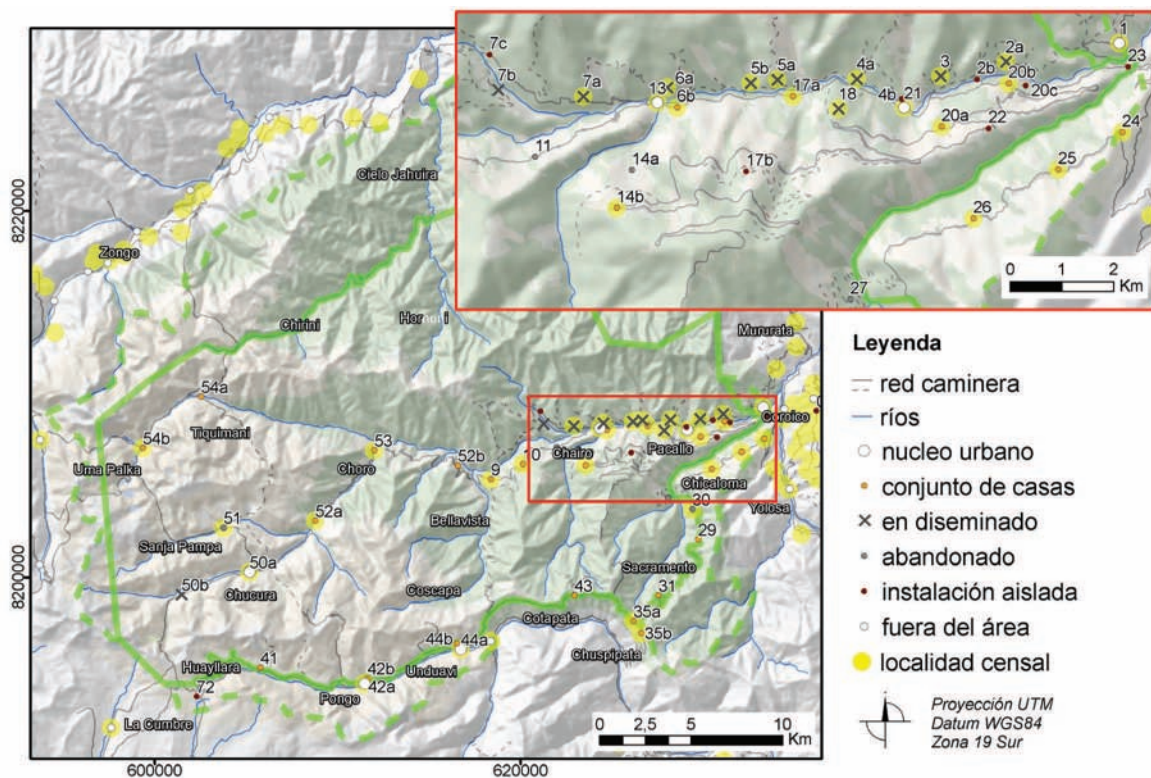 7c
7b
7a
13
6a
6b
5b
5a
17a
4a
18
4b
21
3
2a
2b
20b
20c
1
23
20a
22
24
25
26
27
11
14a
14b
17b
0 1 2
Km
8220000
8200000
600000
620000
Cielo Jahuira
Zongo
Chirini
Mururata
54a
Tiquimani
54b
Uma Palka
53
Choro
52b
9
Chairo
Pacallo
Coroico
Chicaloma
Yolosa
30
29
51
52a
Bellavista
Sanja Pampa
50a
50b
Chucura
Coscapa
Sacramento
43
31
Cotapata
35a
35b
44b
44a
Chuspipata
41
Huayllara
42b
42a
Unduavi
Pongo
72
La Cumbre
0 2,5 5 10
Km
Leyenda
red caminera
ríos
nucleo urbano
conjunto de casas
en diseminado
abandonado
instalación aislada
fuera del área
localidad censal
Proyección UTM
Datum WGS84
Zona 19 Sur